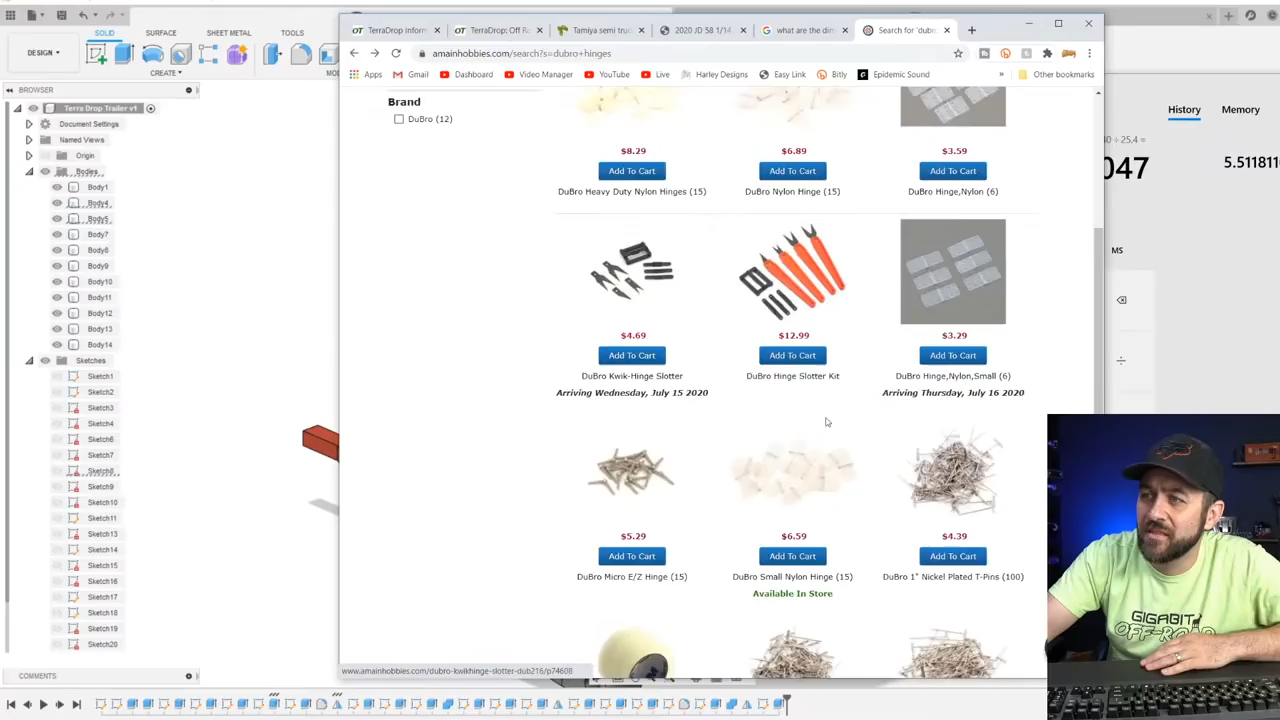 TerraDrop Inform
TerraDrop: Off Ro
Tamiya semi truc
2020 JD 58 1/14
what are the dim
Search for 'dubro
amainhobbies.com/search?s=dubro+hinges
Apps
Gmail
Dashboard
Video Manager
YouTube
Live
Harley Designs
Easy Link
Bitly
Epidemic Sound
»
Other bookmarks
DESIGN
SOLID
SURFACE
TOOLS
CREATE
BROWSER
Terra Drop Trailer v1
Document Settings
Named Views
Origin
Bodies
Body1
Body4
Body5
Body7
Body8
Body9
Body10
Body11
Body12
Body13
Body14
Sketches
Sketch1
Sketch2
Sketch3
Sketch4
Sketch6
Sketch7
Sketch8
Sketch9
Sketch10
Sketch11
Sketch13
Sketch14
Sketch15
Sketch16
Sketch17
Sketch18
Sketch19
Sketch20
COMMENTS
Brand
DuBro (12)
$8.29
$6.89
$3.59
Add To Cart
Add To Cart
Add To Cart
DuBro Heavy Duty Nylon Hinges (15)
DuBro Nylon Hinge (15)
DuBro Hinge,Nylon (6)
$4.69
$12.99
$3.29
Add To Cart
Add To Cart
Add To Cart
DuBro Kwik-Hinge Slotter
DuBro Hinge Slotter Kit
DuBro Hinge,Nylon,Small (6)
Arriving Wednesday, July 15 2020
Arriving Thursday, July 16 2020
$5.29
$6.59
$4.39
Add To Cart
Add To Cart
Add To Cart
DuBro Micro E/Z Hinge (15)
DuBro Small Nylon Hinge (15)
DuBro 1" Nickel Plated T-Pins (100)
Available In Store
www.amainhobbies.com/dubro-kwikhinge-slotter-dub216/p74608
History
Memory
0 ÷ 25.4 =
047
5.511811
MS
÷
GIGABIT
OFF-ROAD